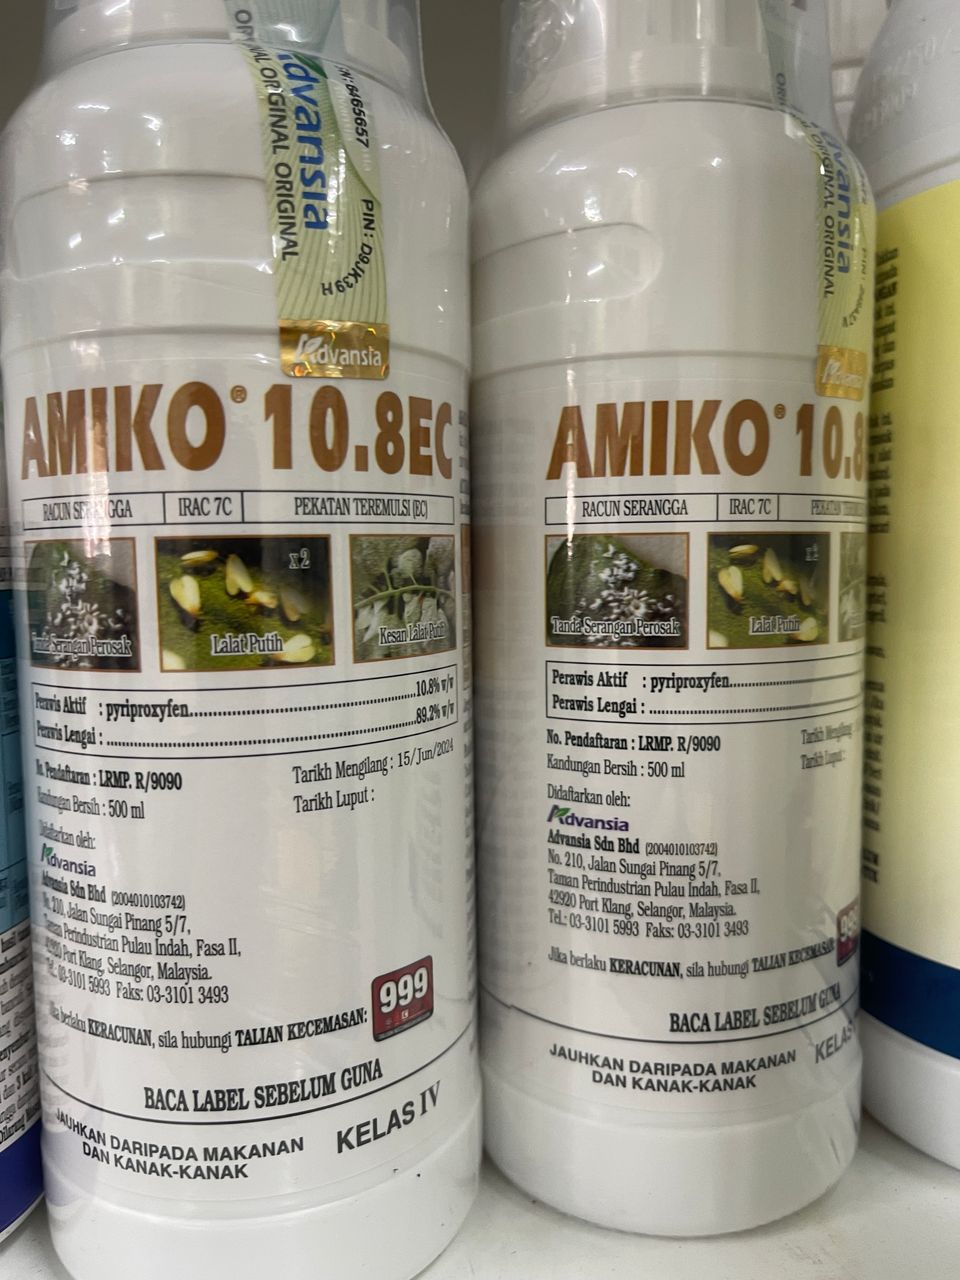 ORIGINAL ORIGINAL
Advansia
PIN: D9JK39H
Advansia
AMIKO® 10.8EC
RACUN SERANGGA IRAC 7C PEKATAN TEREMULSI (EC)
x2
Tanda Serangan Perosak Lalat Putih Kesan Lalat Putih
Perawis Aktif : pyriproxyfen..........10.8% w/w
Perawis Lengai : ..........89.2% w/w
No. Pendaftaran : LRMP. R/9090
Kandungan Bersih : 500 ml
Tarikh Mengilang : 15/Jun/2024
Tarikh Luput :
Didaftarkan oleh:
Advansia
Advansia Sdn Bhd (2004010103742)
No. 210, Jalan Sungai Pinang 5/7,
Taman Perindustrian Pulau Indah, Fasa II,
42920 Port Klang, Selangor, Malaysia.
Tel.: 03-3101 5993 Faks: 03-3101 3493
Jika berlaku KERACUNAN, sila hubungi TALIAN KECEMASAN: 999
BACA LABEL SEBELUM GUNA
JAUHKAN DARIPADA MAKANAN
DAN KANAK-KANAK
KELAS IV
ORIGINAL ORIGINAL
Advansia
AMIKO® 10.8
RACUN SERANGGA IRAC 7C
x2
Tanda Serangan Perosak Lalat Putih
Perawis Aktif : pyriproxyfen..........
Perawis Lengai : ..........
No. Pendaftaran : LRMP. R/9090
Kandungan Bersih : 500 ml
Tarikh Mengilang
Tarikh Luput :
Didaftarkan oleh:
Advansia
Advansia Sdn Bhd (2004010103742)
No. 210, Jalan Sungai Pinang 5/7,
Taman Perindustrian Pulau Indah, Fasa II,
42920 Port Klang, Selangor, Malaysia.
Tel.: 03-3101 5993 Faks: 03-3101 3493
Jika berlaku KERACUNAN, sila hubungi TALIAN KECEMASAN:
BACA LABEL SEBELUM GUNA
JAUHKAN DARIPADA MAKANAN
DAN KANAK-KANAK
KELAS